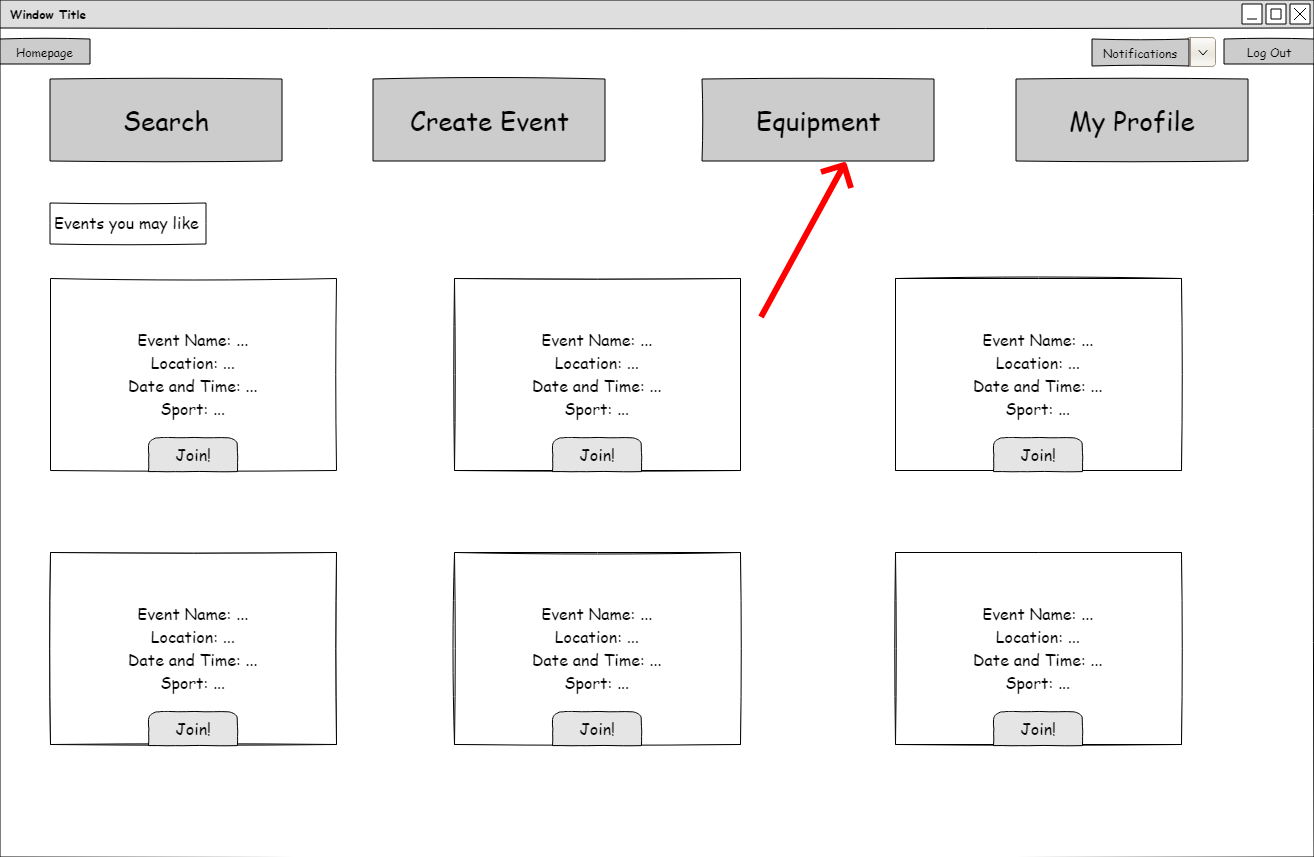 Window Title
Homepage
Notifications
Log Out
Search
Create Event
Equipment
My Profile
Events you may like
Event Name: ...
Location: ...
Date and Time: ...
Sport: ...
Join!
Event Name: ...
Location: ...
Date and Time: ...
Sport: ...
Join!
Event Name: ...
Location: ...
Date and Time: ...
Sport: ...
Join!
Event Name: ...
Location: ...
Date and Time: ...
Sport: ...
Join!
Event Name: ...
Location: ...
Date and Time: ...
Sport: ...
Join!
Event Name: ...
Location: ...
Date and Time: ...
Sport: ...
Join!